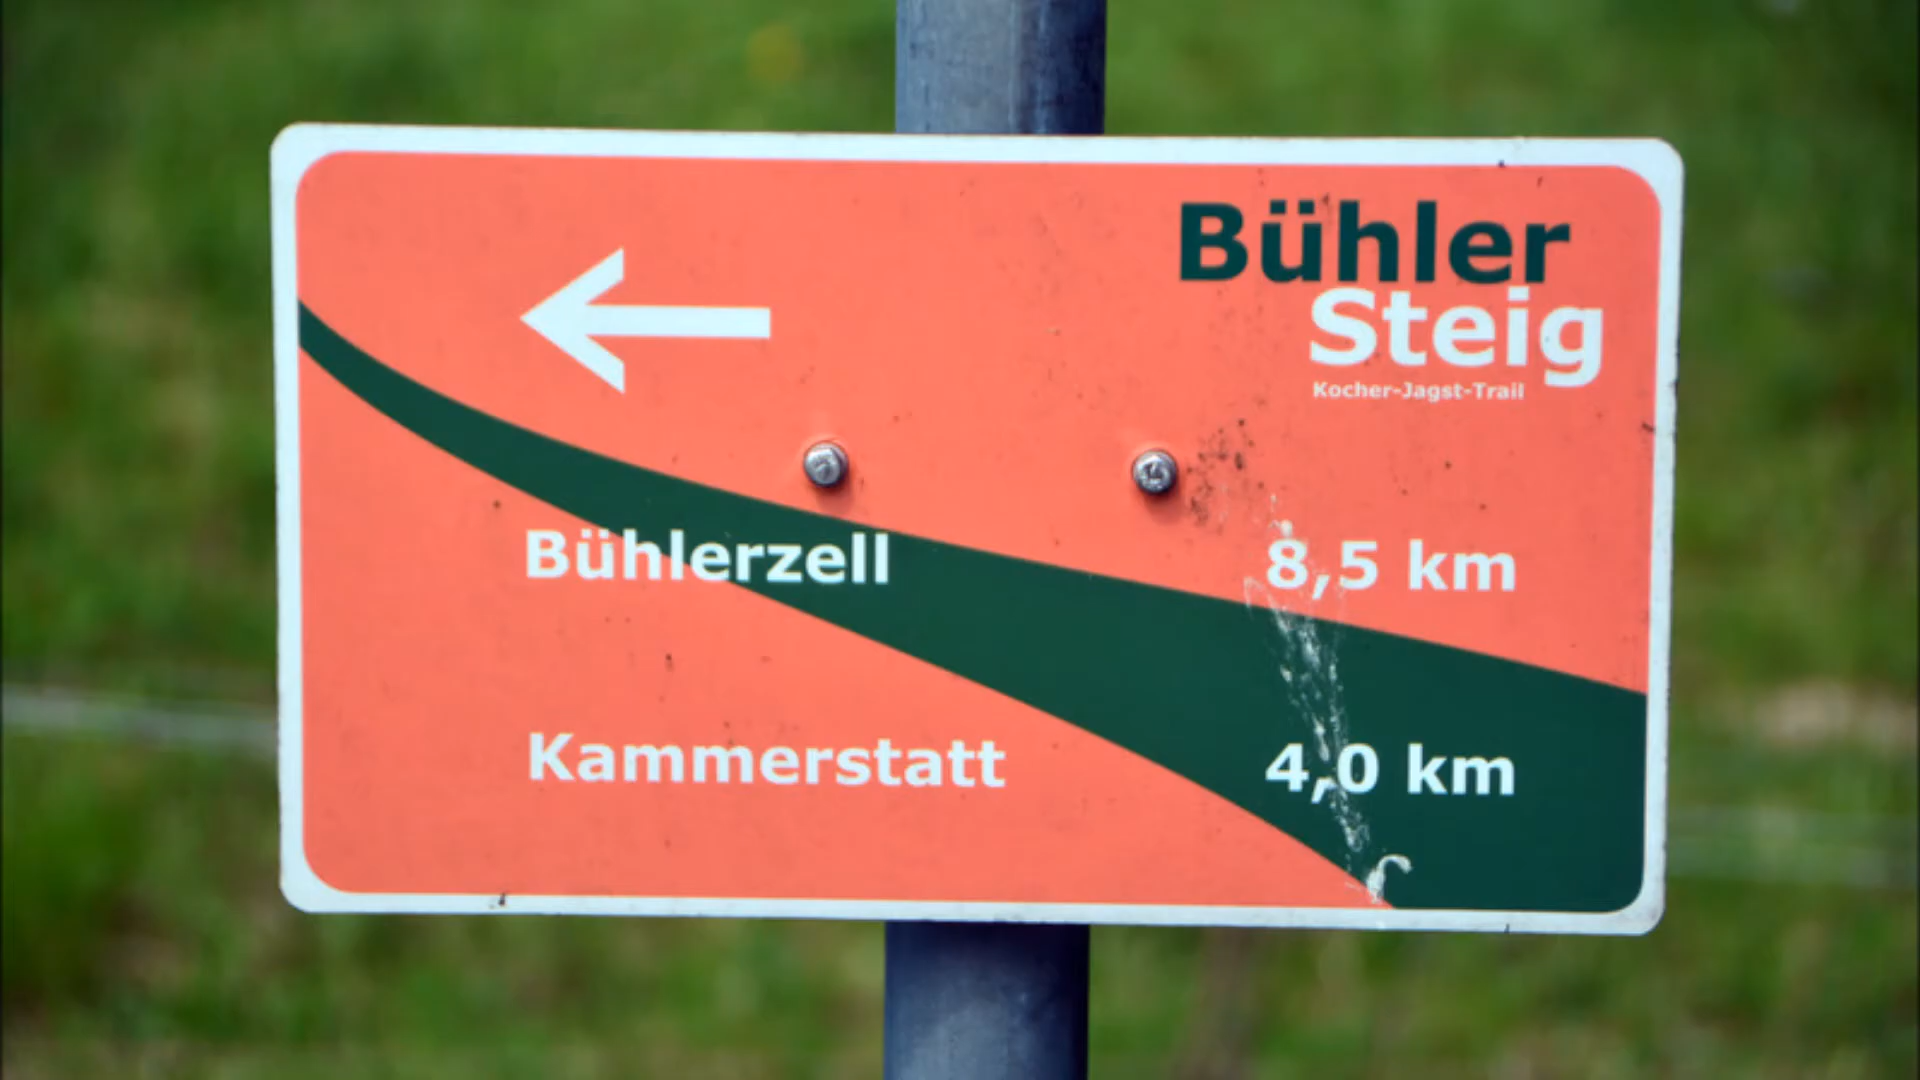 Bühler
Steig
Kocher-Jagst-Trail
Bühlerzell 8,5 km
Kammerstatt 4,0 km